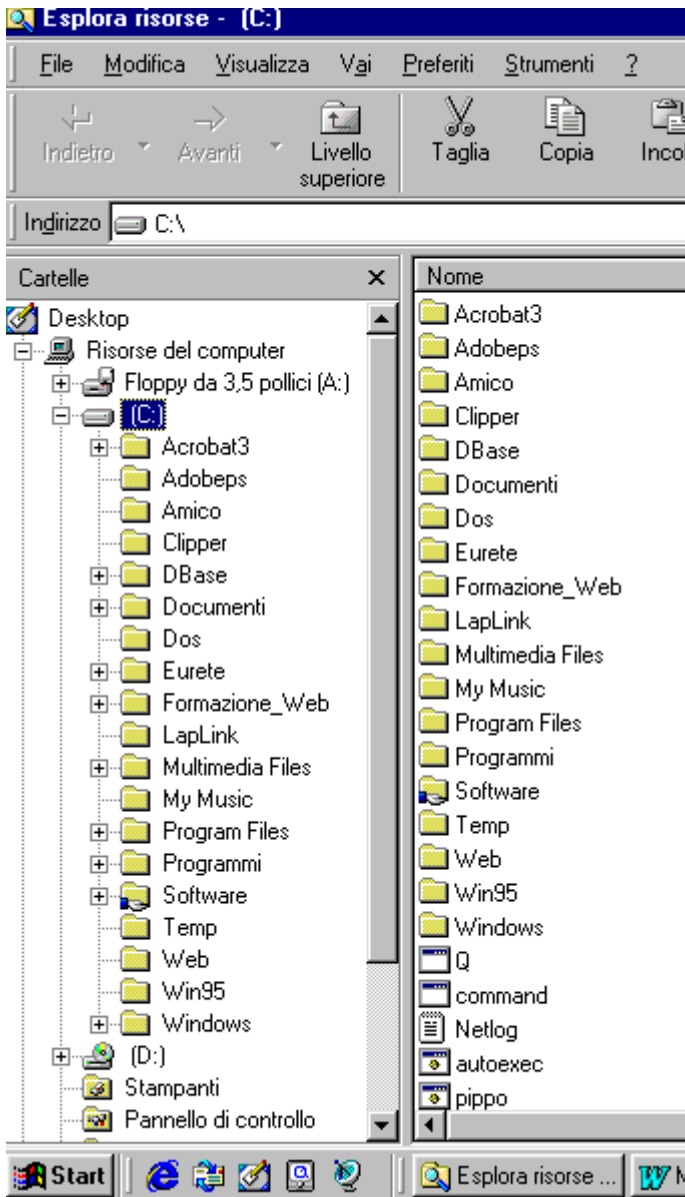 Esplora risorse - (C:)
File Modifica Visualizza Vai Preferiti Strumenti ?
Indietro Avanti Livello superiore Taglia Copia
Indirizzo C:\
Cartelle
Desktop
Risorse del computer
Floppy da 3,5 pollici (A:)
(C:)
Acrobat3
Adobeps
Amico
Clipper
DBase
Documenti
Dos
Eurete
Formazione_Web
LapLink
Multimedia Files
My Music
Program Files
Programmi
Software
Temp
Web
Win95
Windows
(D:)
Stampanti
Pannello di controllo
Nome
Acrobat3
Adobeps
Amico
Clipper
DBase
Documenti
Dos
Eurete
Formazione_Web
LapLink
Multimedia Files
My Music
Program Files
Programmi
Software
Temp
Web
Win95
Windows
Q
command
Netlog
autoexec
pippo
Start Esplora risorse ...